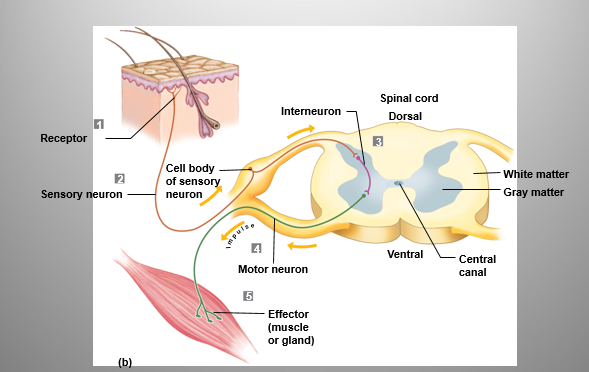 Spinal cord
Dorsal
Interneuron
1
3
Receptor
Cell body
of sensory
neuron
2
Sensory neuron
White matter
Gray matter
Impulse
4
Motor neuron
Ventral
Central
canal
5
Effector
(muscle
or gland)
(b)